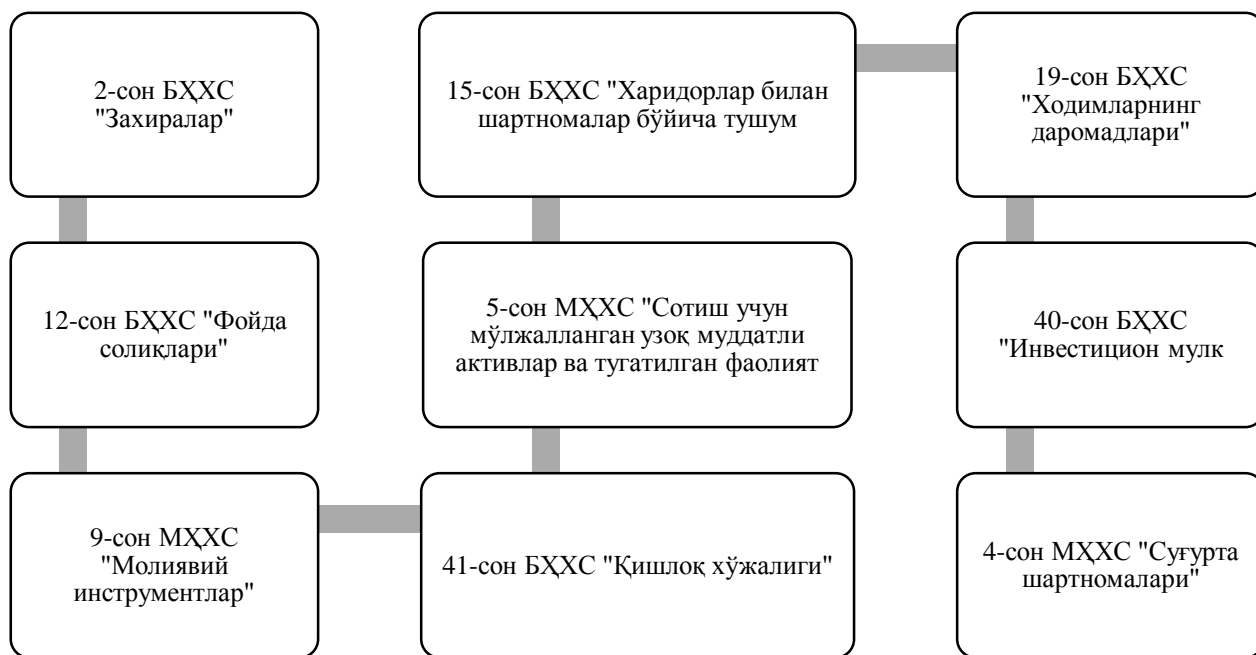 2-сон БҲХС
"Захиралар"
12-сон БҲХС "Фойда
солиқлари"
9-сон МҲХС
"Молиявий
инструментлар"
41-сон БҲХС "Қишлоқ хўжалиги"
5-сон МҲХС "Сотиш учун
мўлжалланган узоқ муддатли
активлар ва тугатилган фаолият
15-сон БҲХС "Харидорлар билан
шартномалар бўйича тушум
19-сон БҲХС
"Ходимларнинг
даромадлари"
40-сон БҲХС
"Инвестицион мулк
4-сон МҲХС "Суғурта
шартномалари"